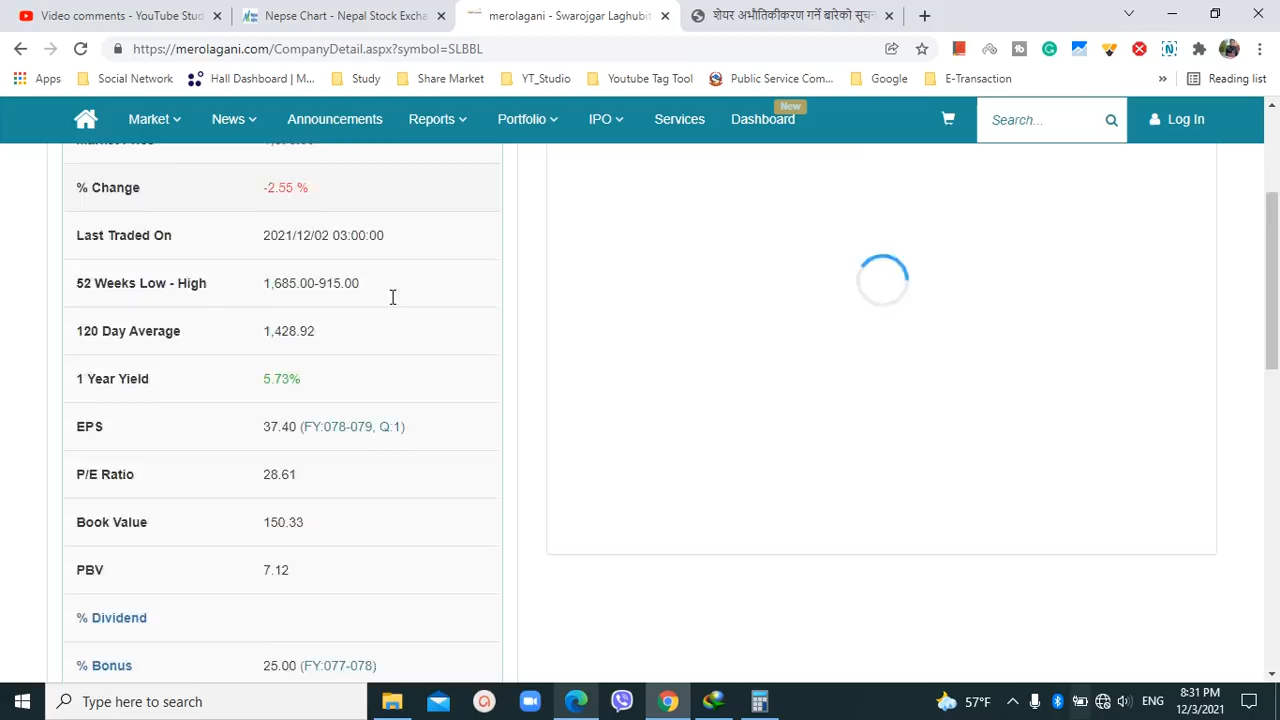 Video comments - YouTube Stu
Nepse Chart - Nepal Stock Excha
merolagani - Swarojgar Laghubit
शेयर अभौतिकीकरण गर्ने बारेको सूचन
https://merolagani.com/CompanyDetail.aspx?symbol=SLBBL
Apps
Social Network
Hall Dashboard | M...
Study
Share Market
YT_Studio
Youtube Tag Tool
Public Service Com...
Google
E-Transaction
»
Reading list
New
Market
News
Announcements
Reports
Portfolio
IPO
Services
Dashboard
Search...
Log In
% Change -2.55 %
Last Traded On 2021/12/02 03:00:00
52 Weeks Low - High 1,685.00-915.00
120 Day Average 1,428.92
1 Year Yield 5.73%
EPS 37.40 (FY:078-079, Q:1)
P/E Ratio 28.61
Book Value 150.33
PBV 7.12
% Dividend
% Bonus 25.00 (FY:077-078)
Type here to search
57°F
ENG
8:31 PM
12/3/2021